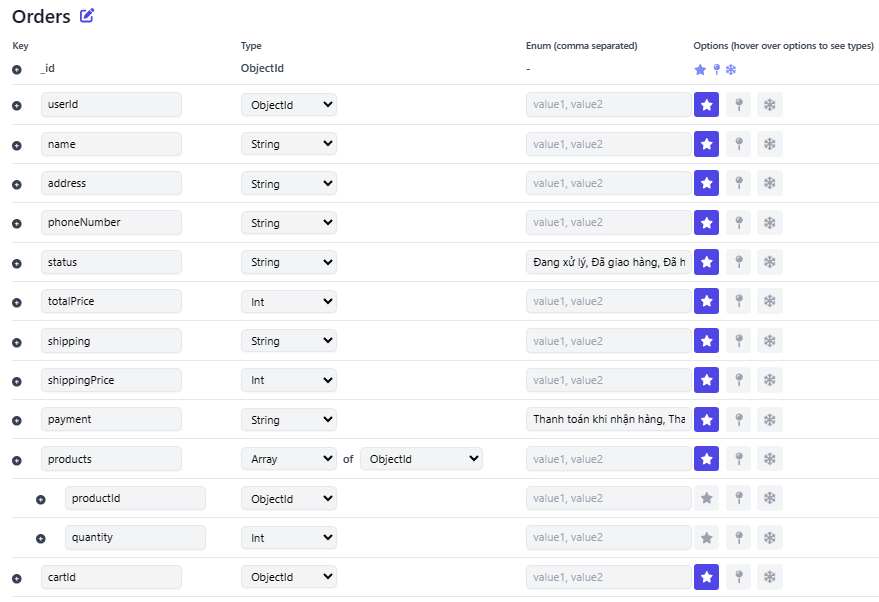 Orders
Key Type Enum (comma separated) Options (hover over options to see types)
_id ObjectId -
userId ObjectId value1, value2
name String value1, value2
address String value1, value2
phoneNumber String value1, value2
status String Đang xử lý, Đã giao hàng, Đã h
totalPrice Int value1, value2
shipping String value1, value2
shippingPrice Int value1, value2
payment String Thanh toán khi nhận hàng, Tha
products Array of ObjectId value1, value2
productId ObjectId value1, value2
quantity Int value1, value2
cartId ObjectId value1, value2